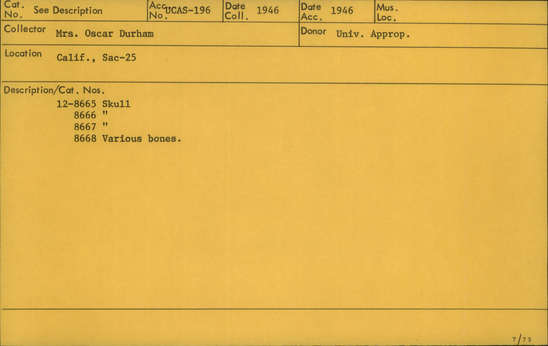 Cat. No. See Description Acc. No. UCAS-196 Date Coll. 1946 Date Acc. 1946 Mus. Loc.
Collector Mrs. Oscar Durham Donor Univ. Approp.
Location Calif., Sac-25
Description/Cat. Nos.
12-8665 Skull
8666 "
8667 "
8668 Various bones.
7/73